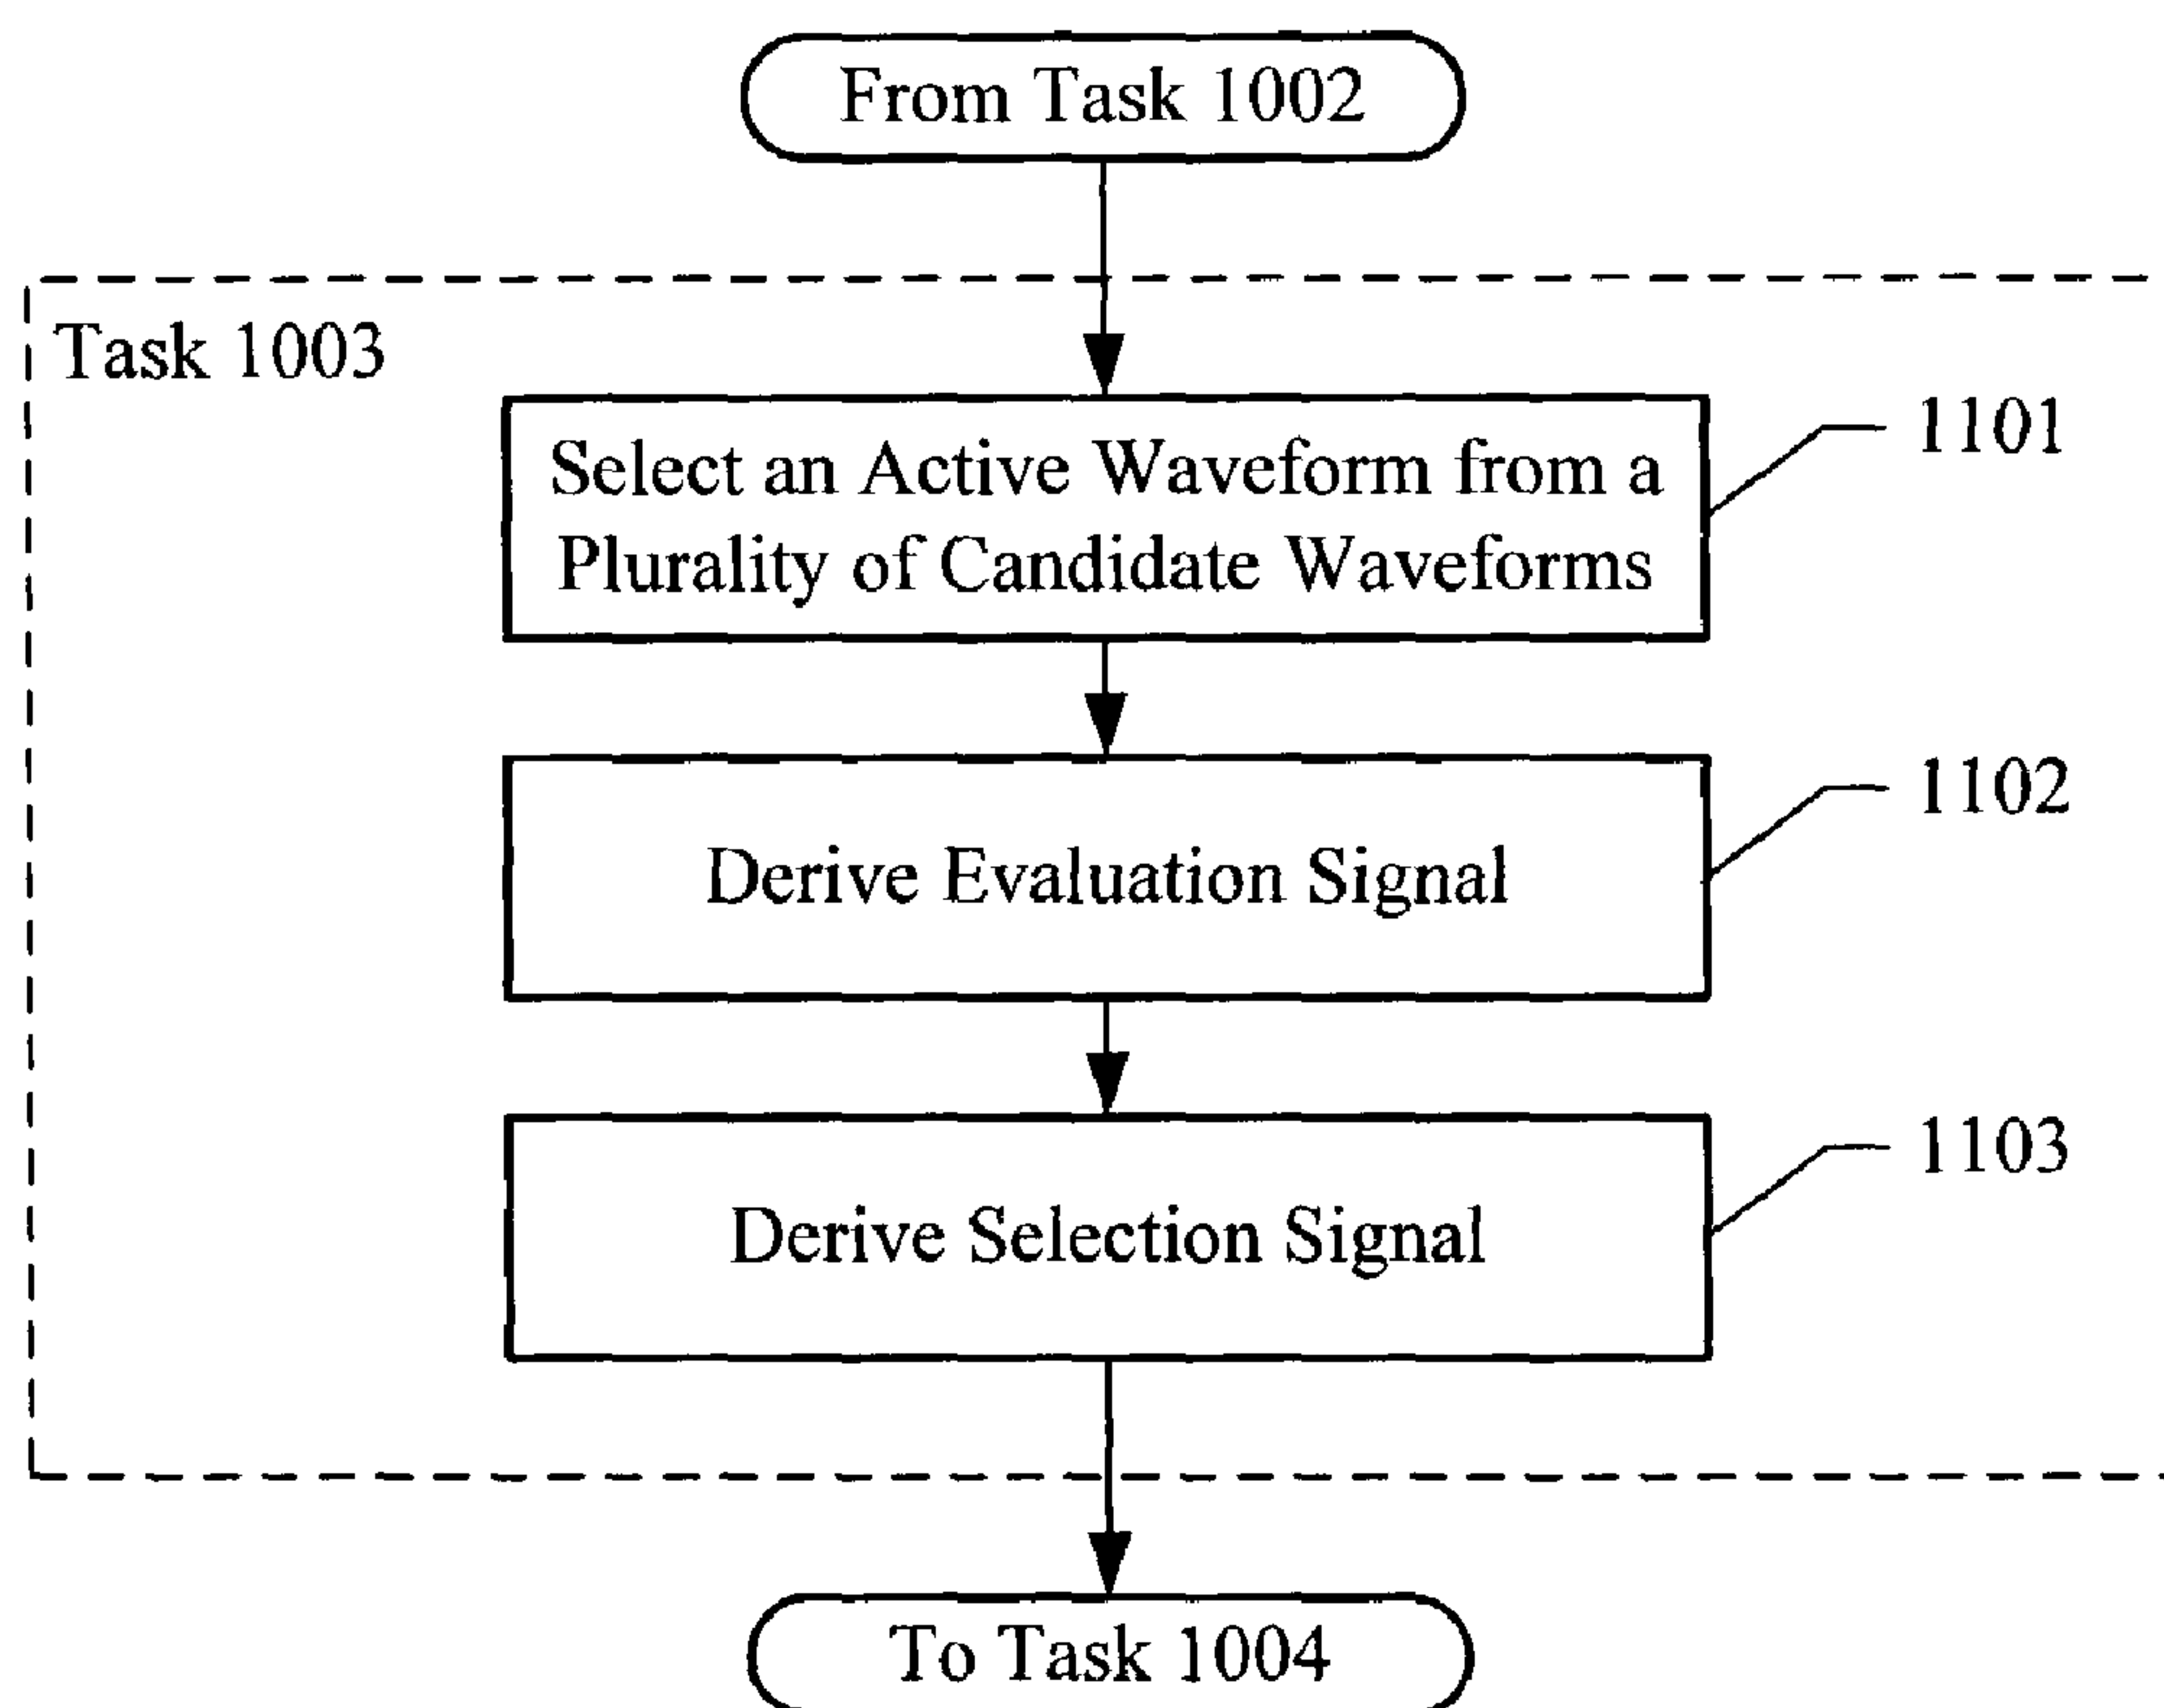 From Task 1002
Task 1003
Select an Active Waveform from a
Plurality of Candidate Waveforms
1101
Derive Evaluation Signal
1102
Derive Selection Signal
1103
To Task 1004